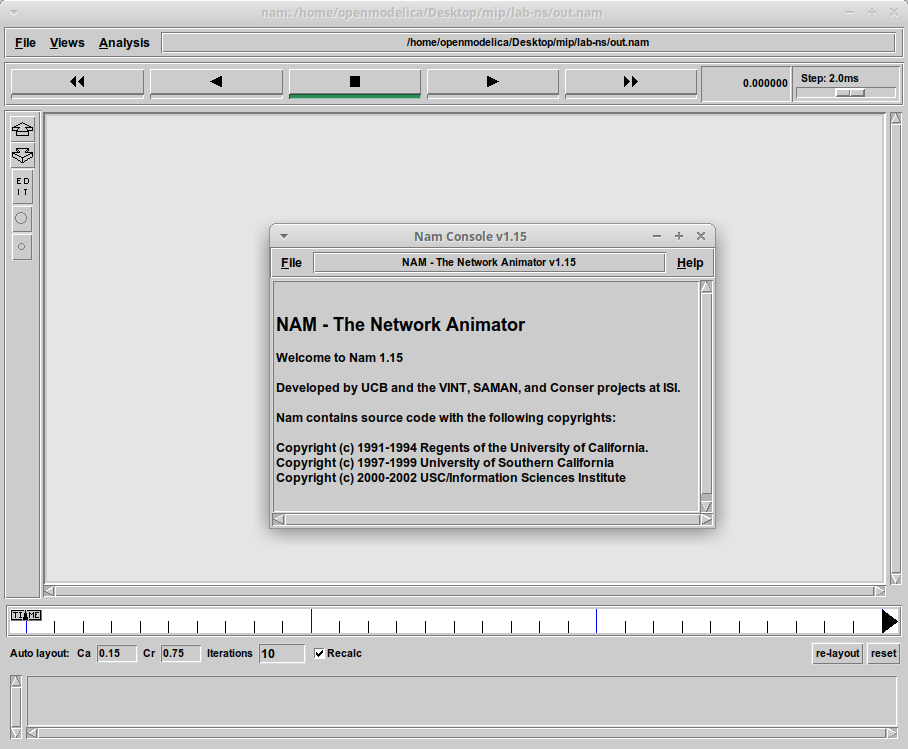 nam: /home/openmodelica/Desktop/mip/lab-ns/out.nam
File Views Analysis /home/openmodelica/Desktop/mip/lab-ns/out.nam
0.000000 Step: 2.0ms
ED
IT
Nam Console v1.15
File NAM - The Network Animator v1.15 Help
NAM - The Network Animator
Welcome to Nam 1.15
Developed by UCB and the VINT, SAMAN, and Conser projects at ISI.
Nam contains source code with the following copyrights:
Copyright (c) 1991-1994 Regents of the University of California.
Copyright (c) 1997-1999 University of Southern California
Copyright (c) 2000-2002 USC/Information Sciences Institute
TIME
Auto layout: Ca 0.15 Cr 0.75 Iterations 10 Recalc re-layout reset